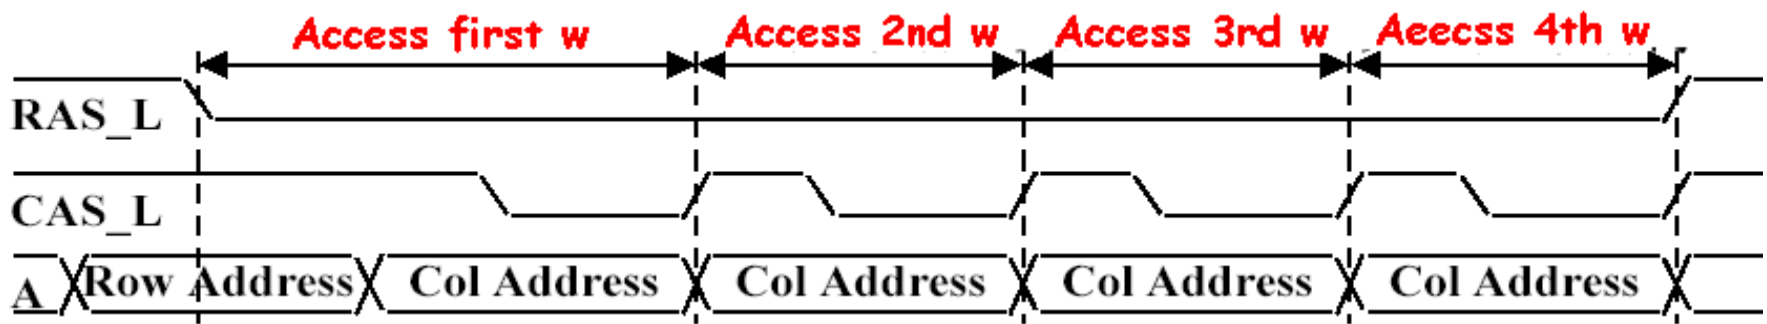 Access first w Access 2nd w Access 3rd w Aeecss 4th w
RAS_L
CAS_L
A Row Address Col Address Col Address Col Address Col Address